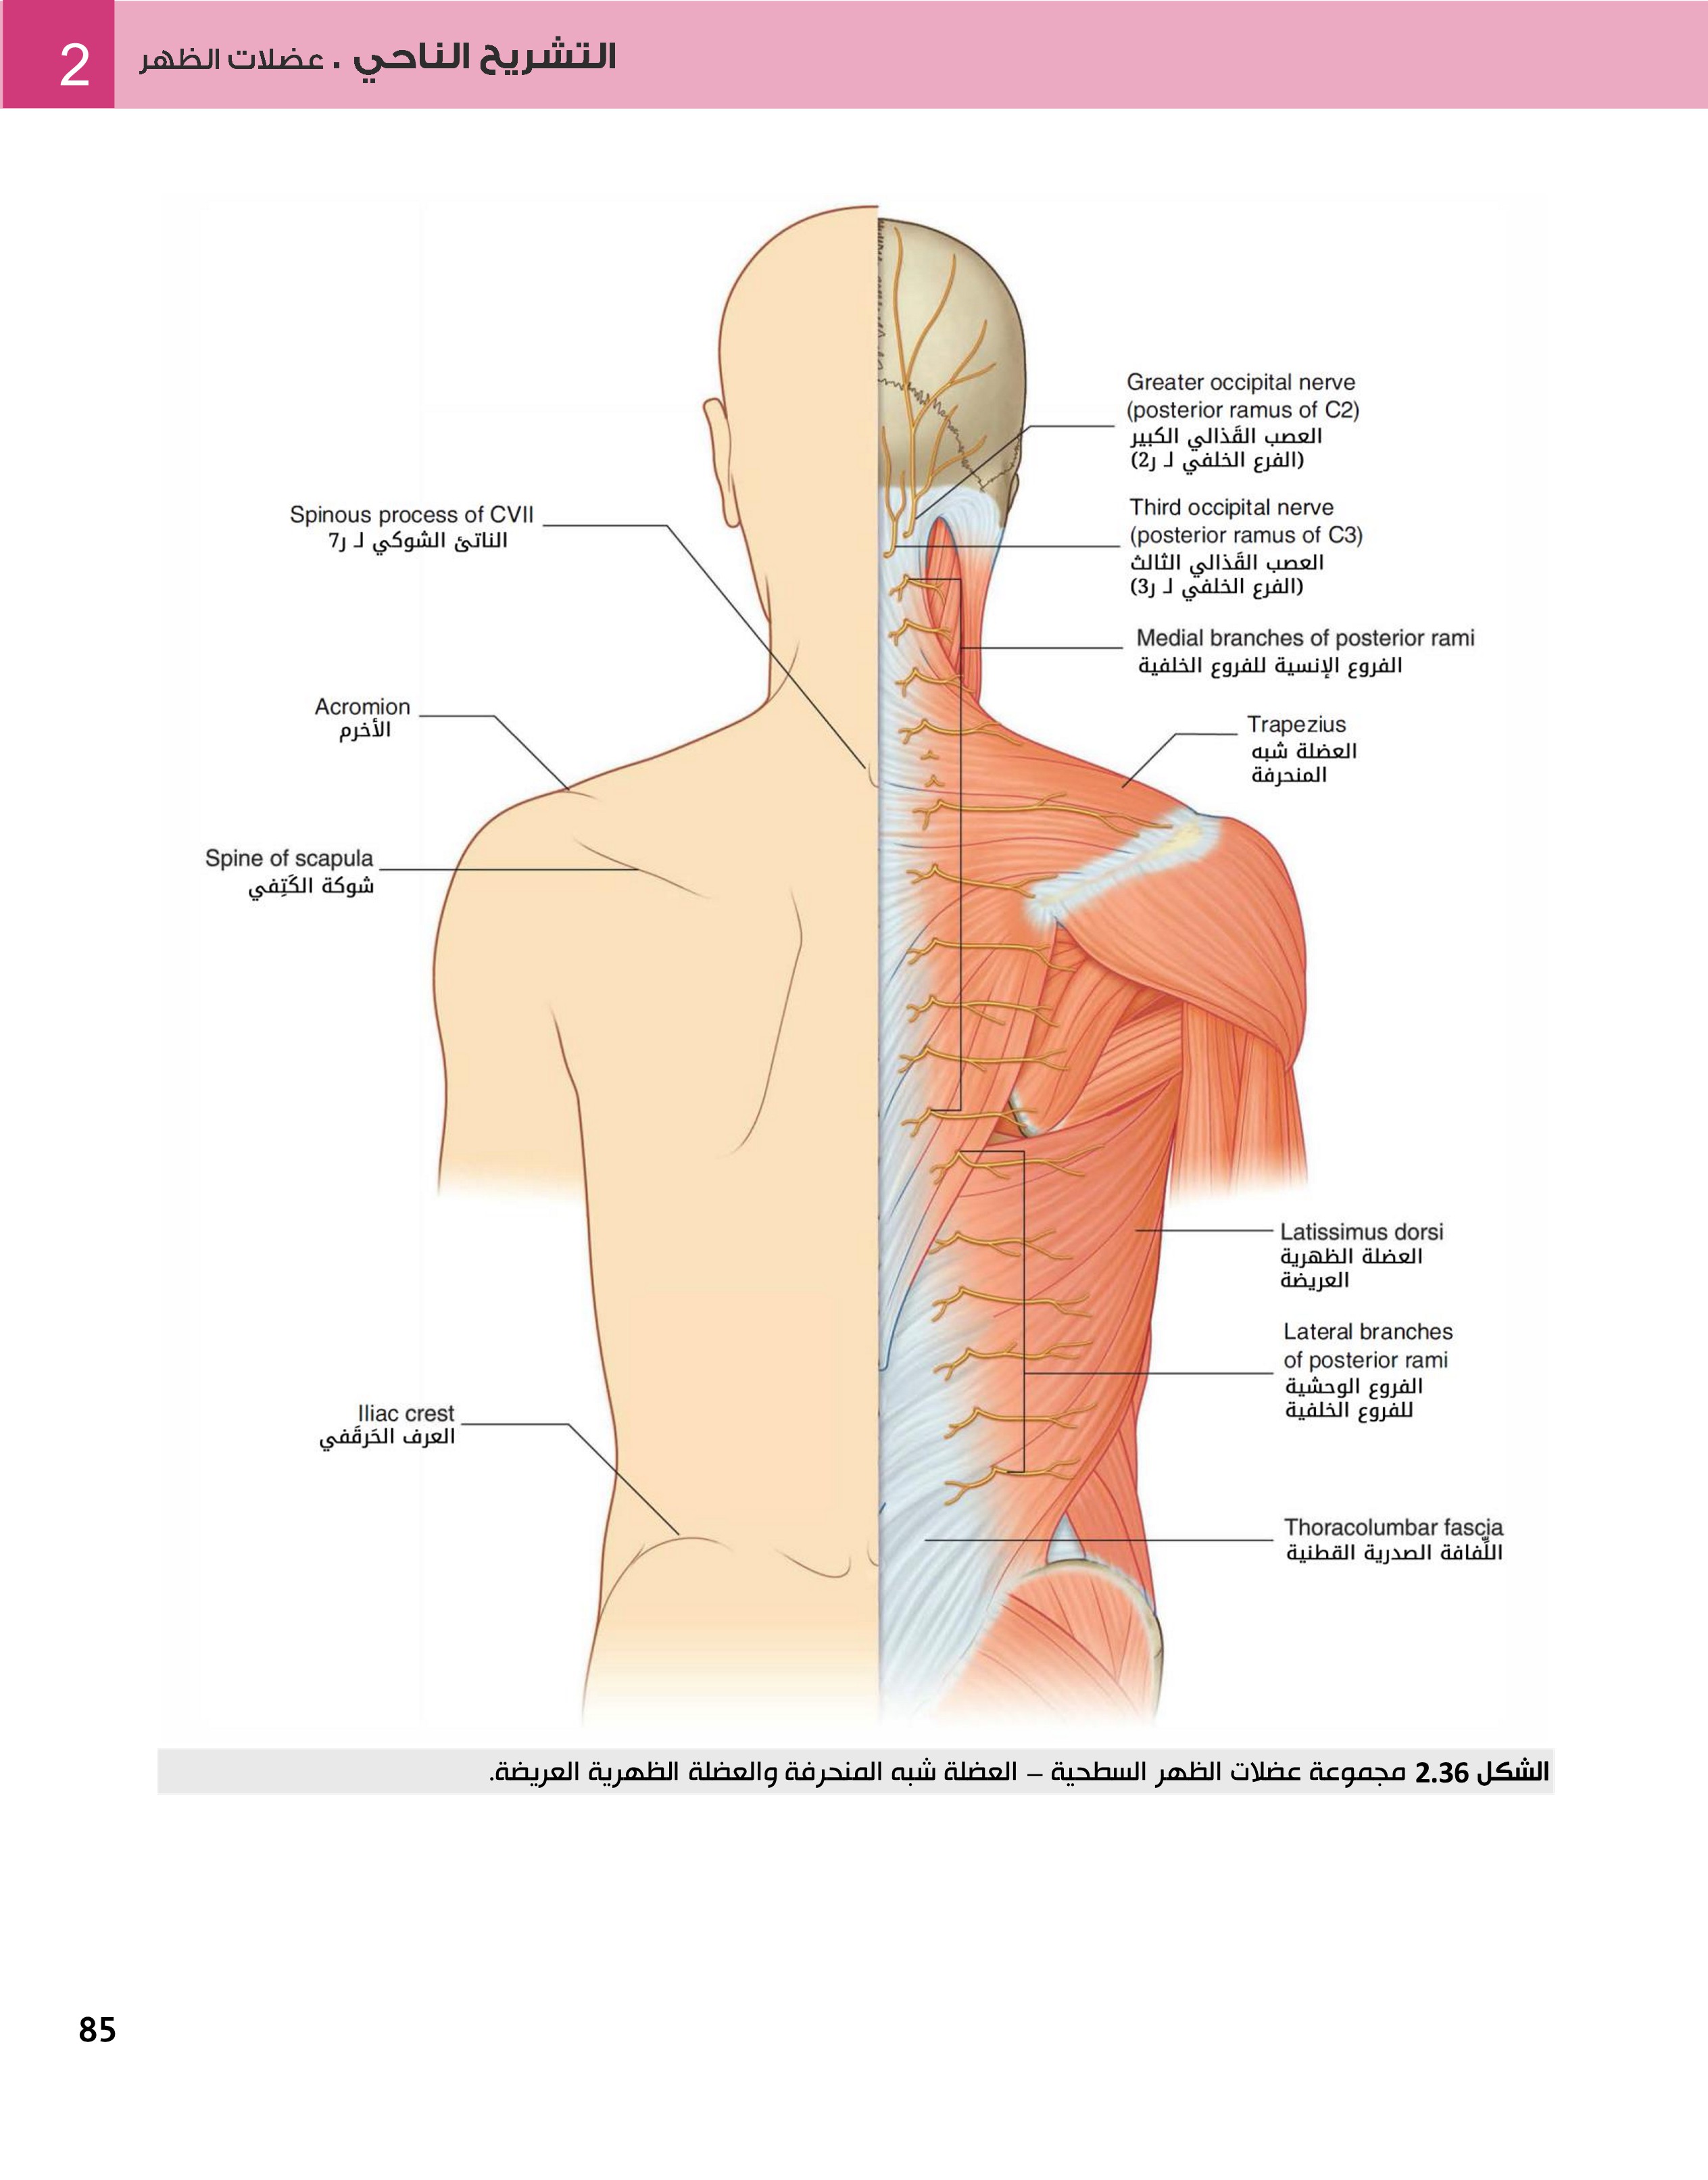 2
التشريح الناحي . عضلات الظهر
Greater occipital nerve
(posterior ramus of C2)
العصب القَذالي الكبير
(الفرع الخلفي لـ ر2)
Third occipital nerve
(posterior ramus of C3)
العصب القَذالي الثالث
(الفرع الخلفي لـ ر3)
Spinous process of CVII
الناتئ الشوكي لـ ر7
Medial branches of posterior rami
الفروع الإنسية للفروع الخلفية
Acromion
الأخرم
Trapezius
العضلة شبه
المنحرفة
Spine of scapula
شوكة الكَتِفي
Latissimus dorsi
العضلة الظهرية
العريضة
Lateral branches
of posterior rami
الفروع الوحشية
للفروع الخلفية
Iliac crest
العرف الحَرقَفي
Thoracolumbar fascia
اللِّفافة الصدرية القطنية
الشكل 2.36 مجموعة عضلات الظهر السطحية – العضلة شبه المنحرفة والعضلة الظهرية العريضة.
85